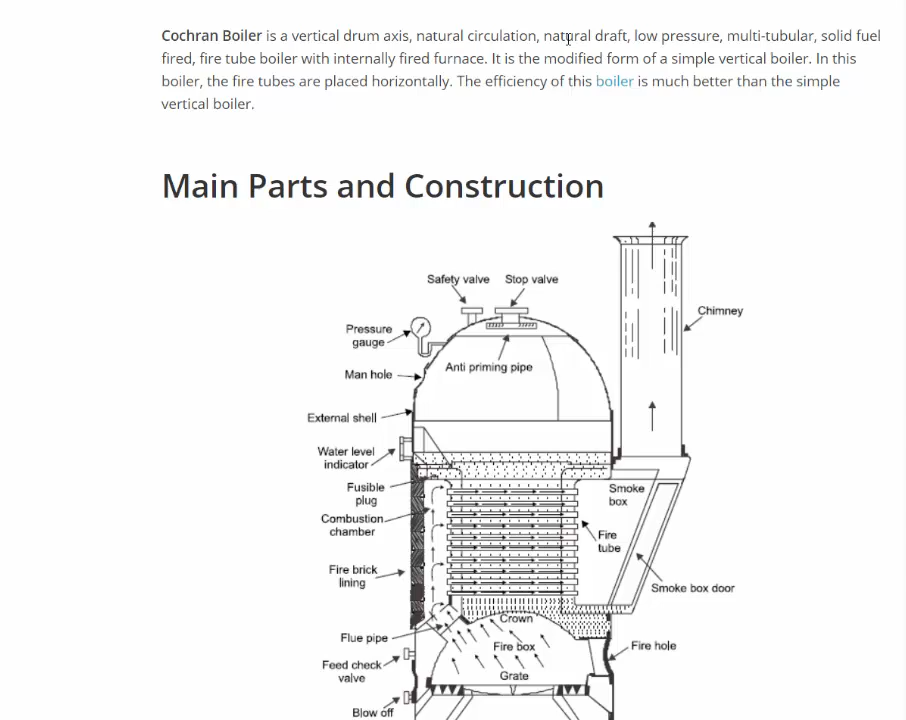 Cochran Boiler is a vertical drum axis, natural circulation, natural draft, low pressure, multi-tubular, solid fuel
fired, fire tube boiler with internally fired furnace. It is the modified form of a simple vertical boiler. In this
boiler, the fire tubes are placed horizontally. The efficiency of this boiler is much better than the simple
vertical boiler.
Main Parts and Construction
Safety valve
Stop valve
Chimney
Pressure
gauge
Anti priming pipe
Man hole
External shell
Water level
indicator
Fusible
plug
Smoke
box
Combustion
chamber
Fire
tube
Fire brick
lining
Smoke box door
Crown
Flue pipe
Fire box
Fire hole
Feed check
valve
Grate
Blow off